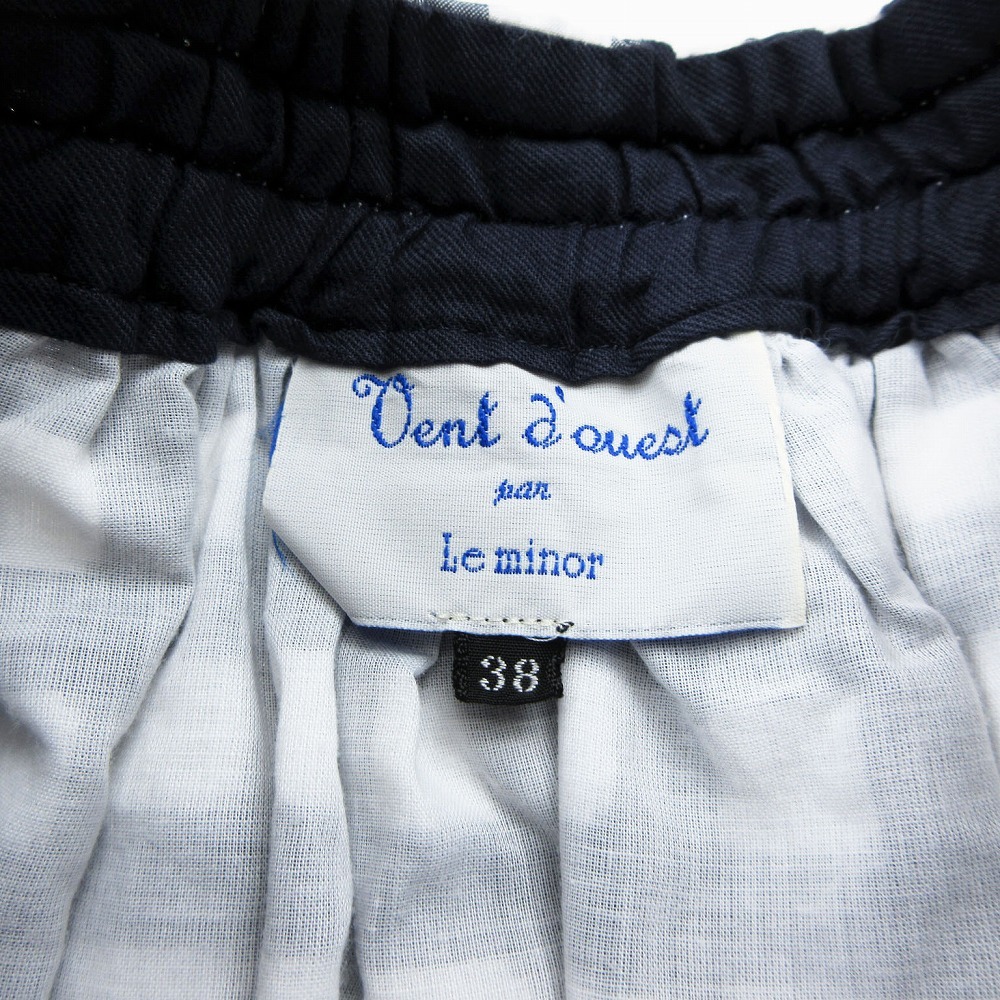 Vent d'ouest
par
Le minor
38